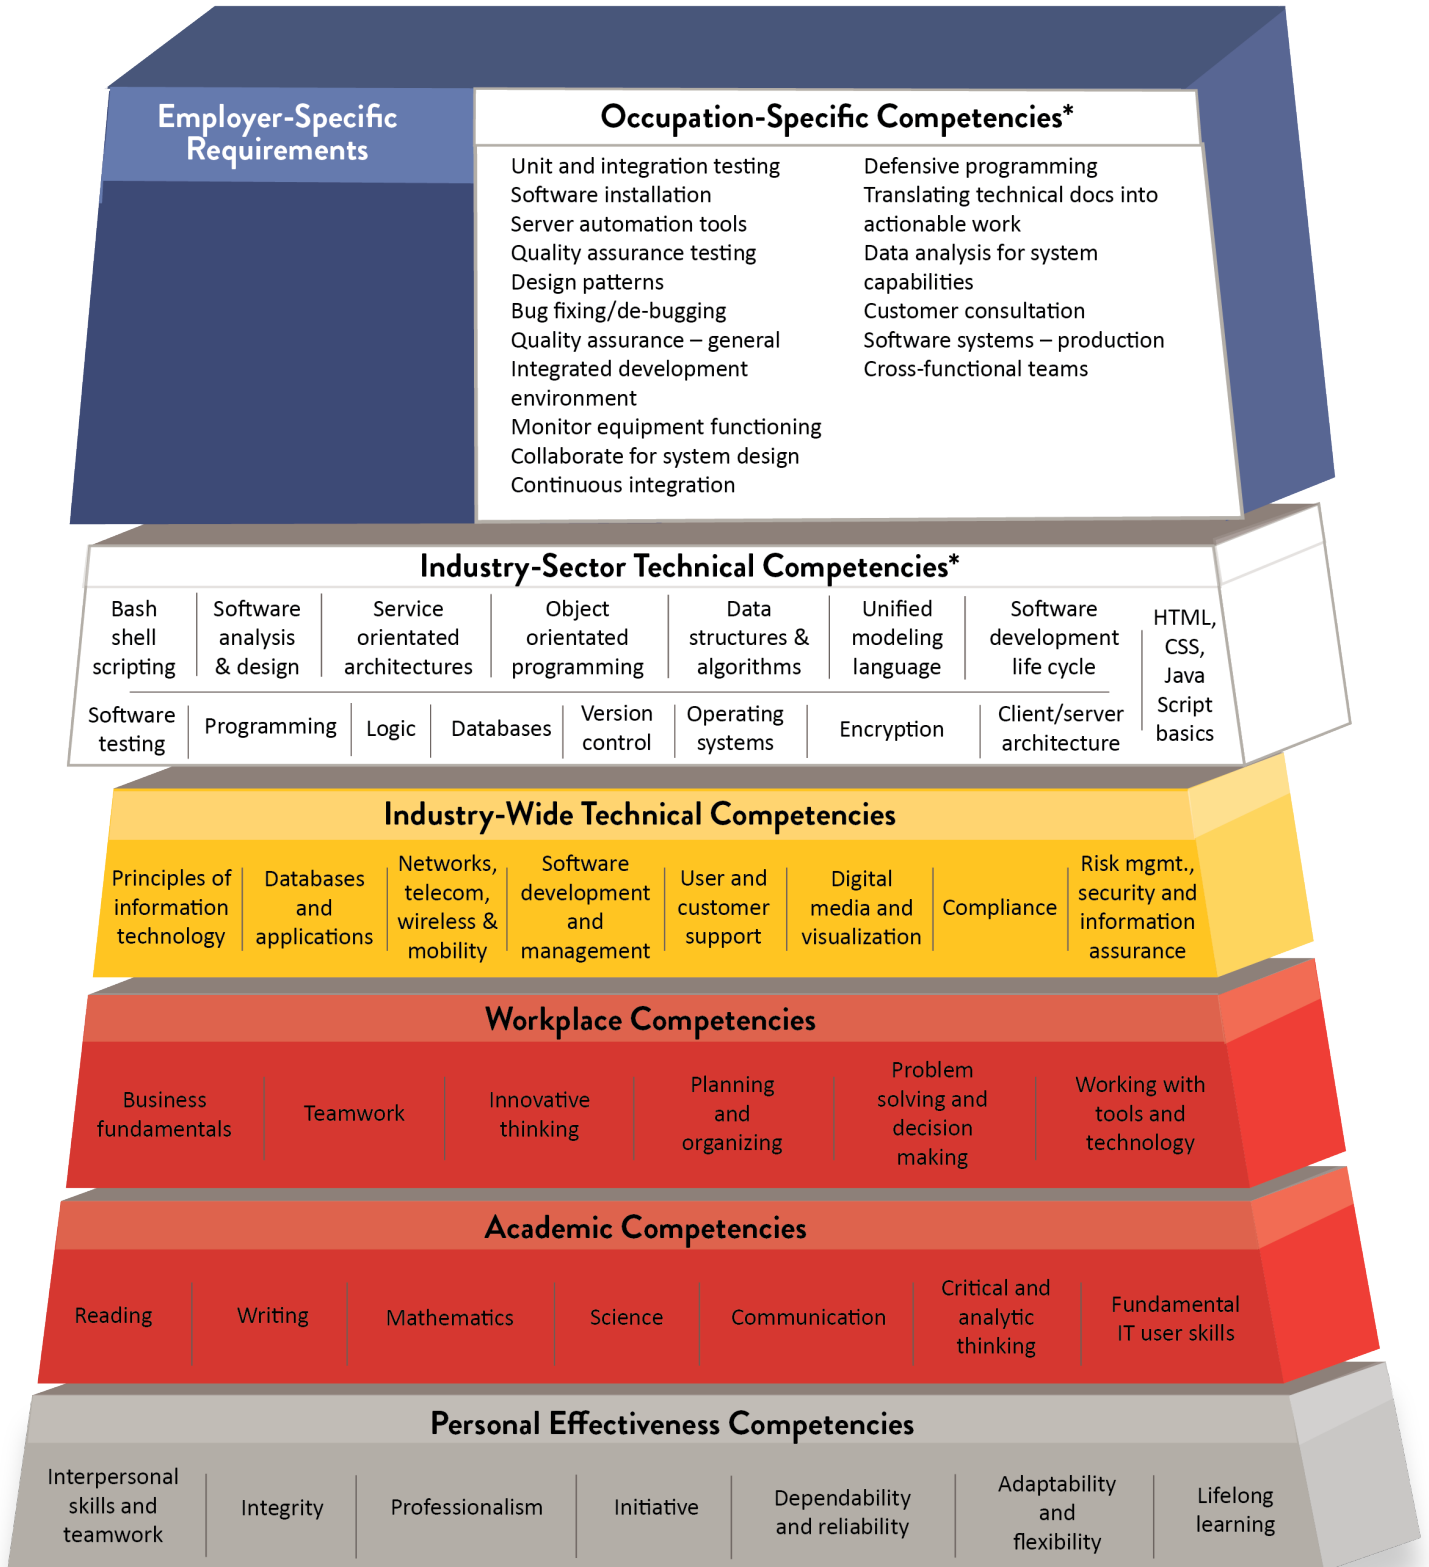 Employer-Specific
Requirements
Occupation-Specific Competencies*
Unit and integration testing
Software installation
Server automation tools
Quality assurance testing
Design patterns
Bug fixing/de-bugging
Quality assurance – general
Integrated development
environment
Monitor equipment functioning
Collaborate for system design
Continuous integration
Defensive programming
Translating technical docs into
actionable work
Data analysis for system
capabilities
Customer consultation
Software systems – production
Cross-functional teams
Industry-Sector Technical Competencies*
Bash
shell
scripting
Software
analysis
& design
Service
orientated
architectures
Object
orientated
programming
Data
structures &
algorithms
Unified
modeling
language
Software
development
life cycle
HTML,
CSS,
Java
Script
basics
Software
testing
Programming
Logic
Databases
Version
control
Operating
systems
Encryption
Client/server
architecture
Industry-Wide Technical Competencies
Principles of
information
technology
Databases
and
applications
Networks,
telecom,
wireless &
mobility
Software
development
and
management
User and
customer
support
Digital
media and
visualization
Compliance
Risk mgmt.,
security and
information
assurance
Workplace Competencies
Business
fundamentals
Teamwork
Innovative
thinking
Planning
and
organizing
Problem
solving and
decision
making
Working with
tools and
technology
Academic Competencies
Reading
Writing
Mathematics
Science
Communication
Critical and
analytic
thinking
Fundamental
IT user skills
Personal Effectiveness Competencies
Interpersonal
skills and
teamwork
Integrity
Professionalism
Initiative
Dependability
and reliability
Adaptability
and
flexibility
Lifelong
learning